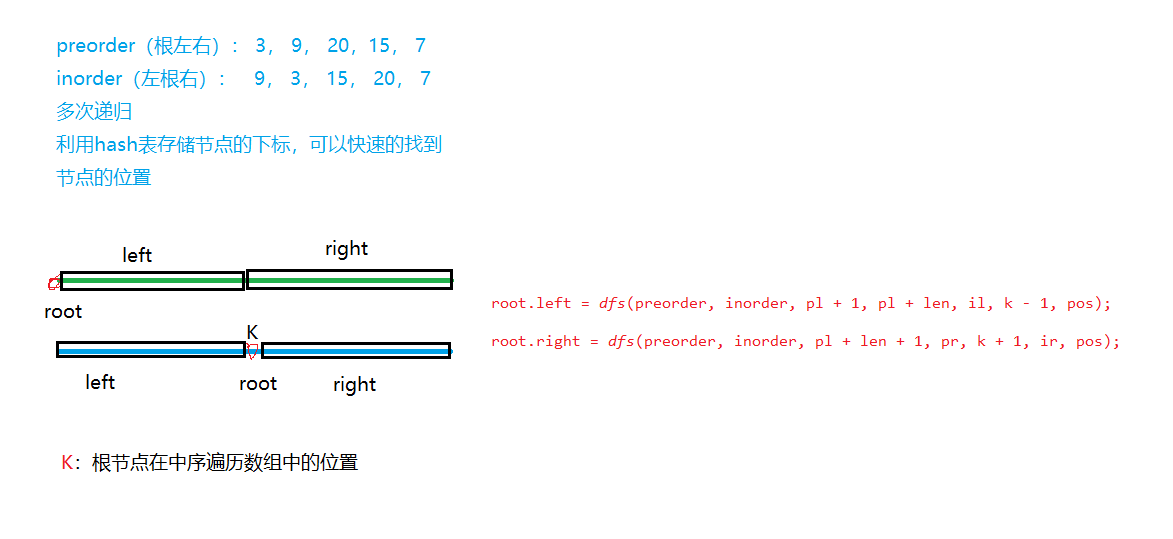 preorder（根左右）： 3， 9， 20，15， 7
inorder（左根右）： 9， 3， 15， 20， 7
多次递归
利用hash表存储节点的下标，可以快速的找到
节点的位置
left
right
root
root.left = dfs(preorder, inorder, pl + 1, pl + len, il, k - 1, pos);
K
root.right = dfs(preorder, inorder, pl + len + 1, pr, k + 1, ir, pos);
left
root
right
K：根节点在中序遍历数组中的位置